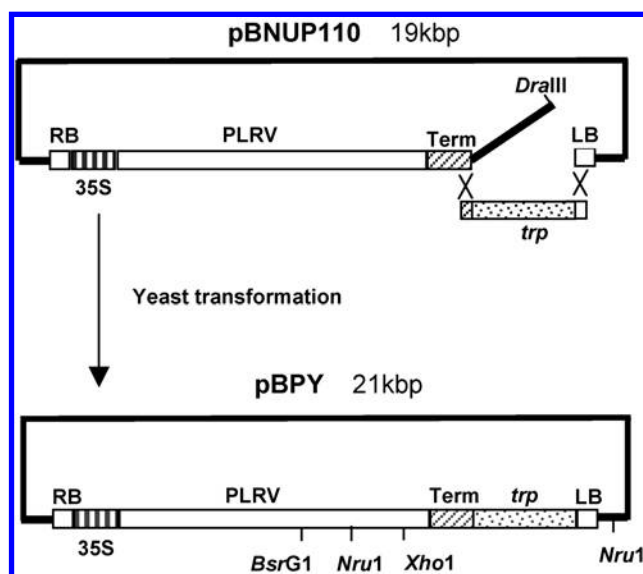 pBNUP110 19kbp
DraIII
RB PLRV Term LB
35S
trp
Yeast transformation
pBPY 21kbp
RB PLRV Term trp LB
35S BsrG1 Nru1 Xho1 Nru1